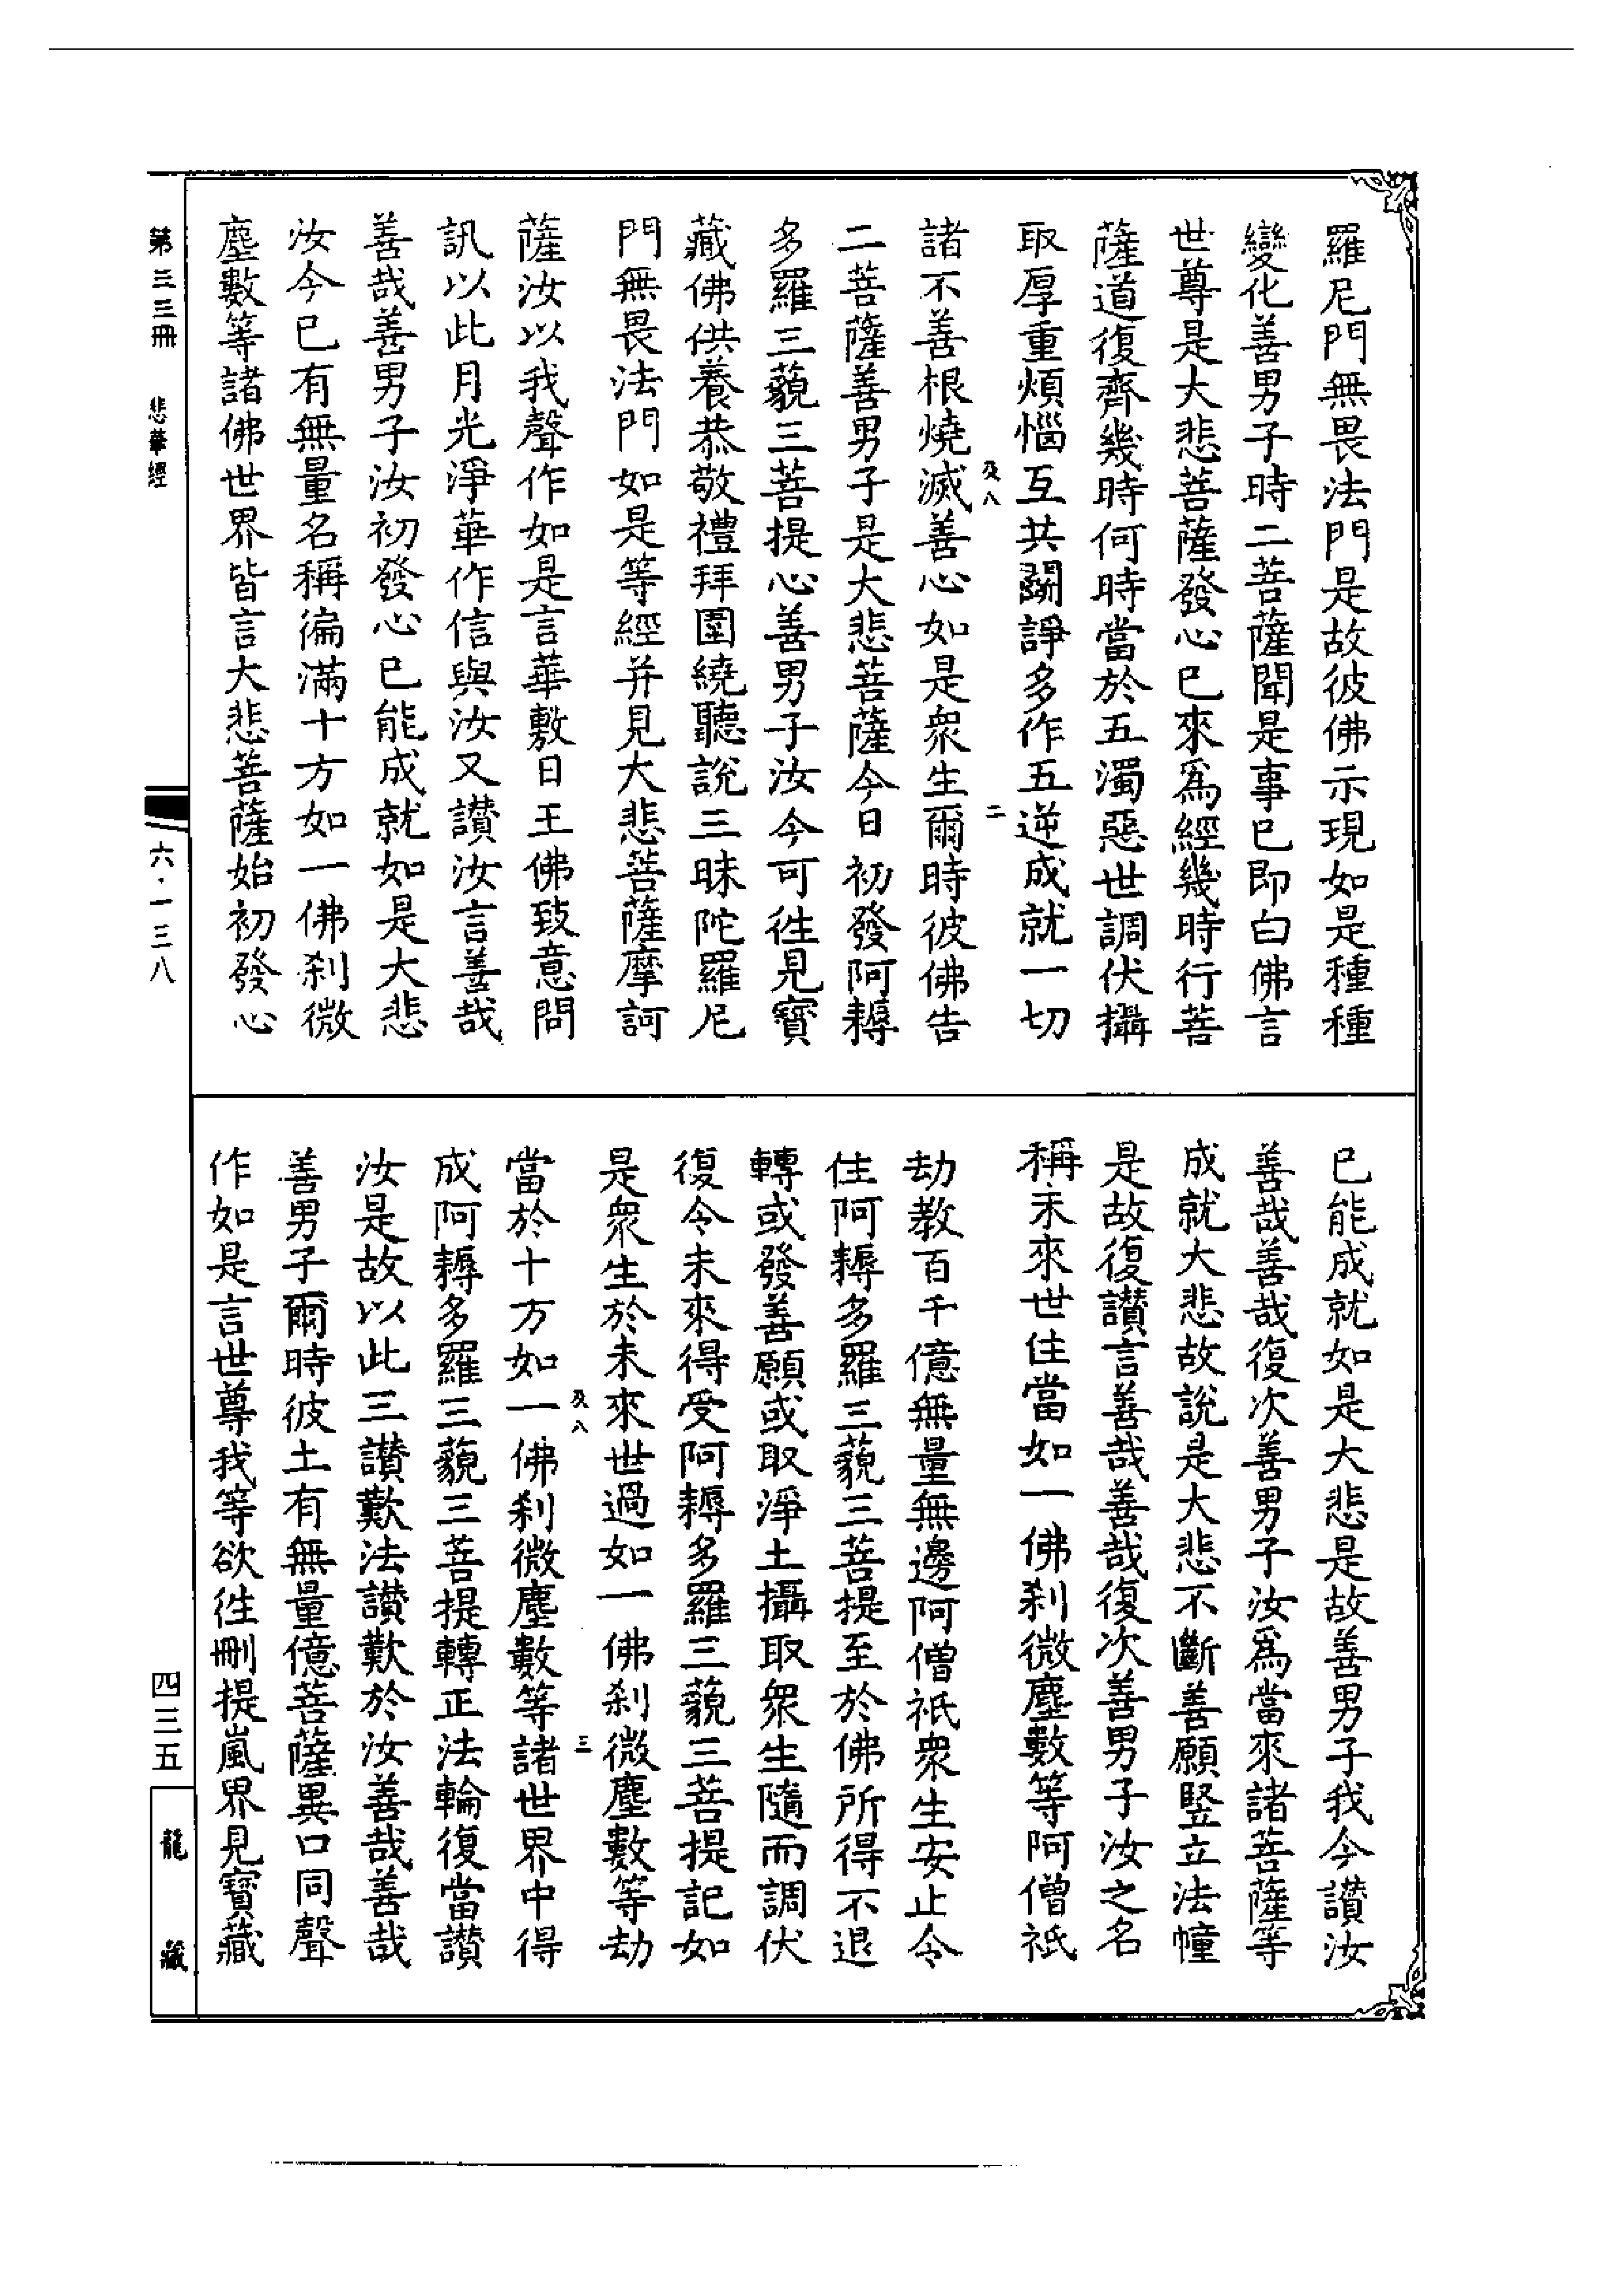 羅尼門無畏法門是故彼佛示現如是種種
變化善男子時二菩薩聞是事已即白佛言
世尊是大悲菩薩發心已來爲經幾時行菩
薩道復齊幾時何時當於五濁惡世調伏攝
取厚重煩惱互共鬭諍多作五逆成就一切
及八
二
諸不善根燒滅善心如是衆生爾時彼佛告
二菩薩善男子是大悲菩薩今日初發阿耨
多羅三藐三菩提心善男子汝今可徃見寶
藏佛供養恭敬禮拜圍繞聽說三昧陀羅尼
門無畏法門如是等經并見大悲菩薩摩訶
薩汝以我聲作如是言華敷日王佛致意問
訊以此月光淨華作信與汝又讃汝言善哉
善哉善男子汝初發心已能成就如是大悲
汝今已有無量名稱徧滿十方如一佛刹微
塵數等諸佛世界皆言大悲菩薩始初發心
已能成就如是大悲是故善男子我今讃汝
善哉善哉復次善男子汝爲當來諸菩薩等
成就大悲故說是大悲不斷善願竪立法幢
是故復讃言善哉善哉復次善男子汝之名
稱未來世住當如一佛刹微塵數等阿僧祇
劫教百千億無量無邊阿僧祇衆生安止令
住阿耨多羅三藐三菩提至於佛所得不退
轉或發善願或取淨土攝取衆生隨而調伏
復令未來得受阿耨多羅三藐三菩提記如
是衆生於未來世過如一佛刹微塵數等劫
及八
三
當於十方如一佛刹微塵數等諸世界中得
成阿耨多羅三藐三菩提轉正法輪復當讃
汝是故以此三讃歎法讃歎於汝善哉善哉
善男子爾時彼土有無量億菩薩異口同聲
作如是言世尊我等欲徃刪提嵐界見寶藏
第三三冊 悲華經
六·一三八
四三五
龍藏